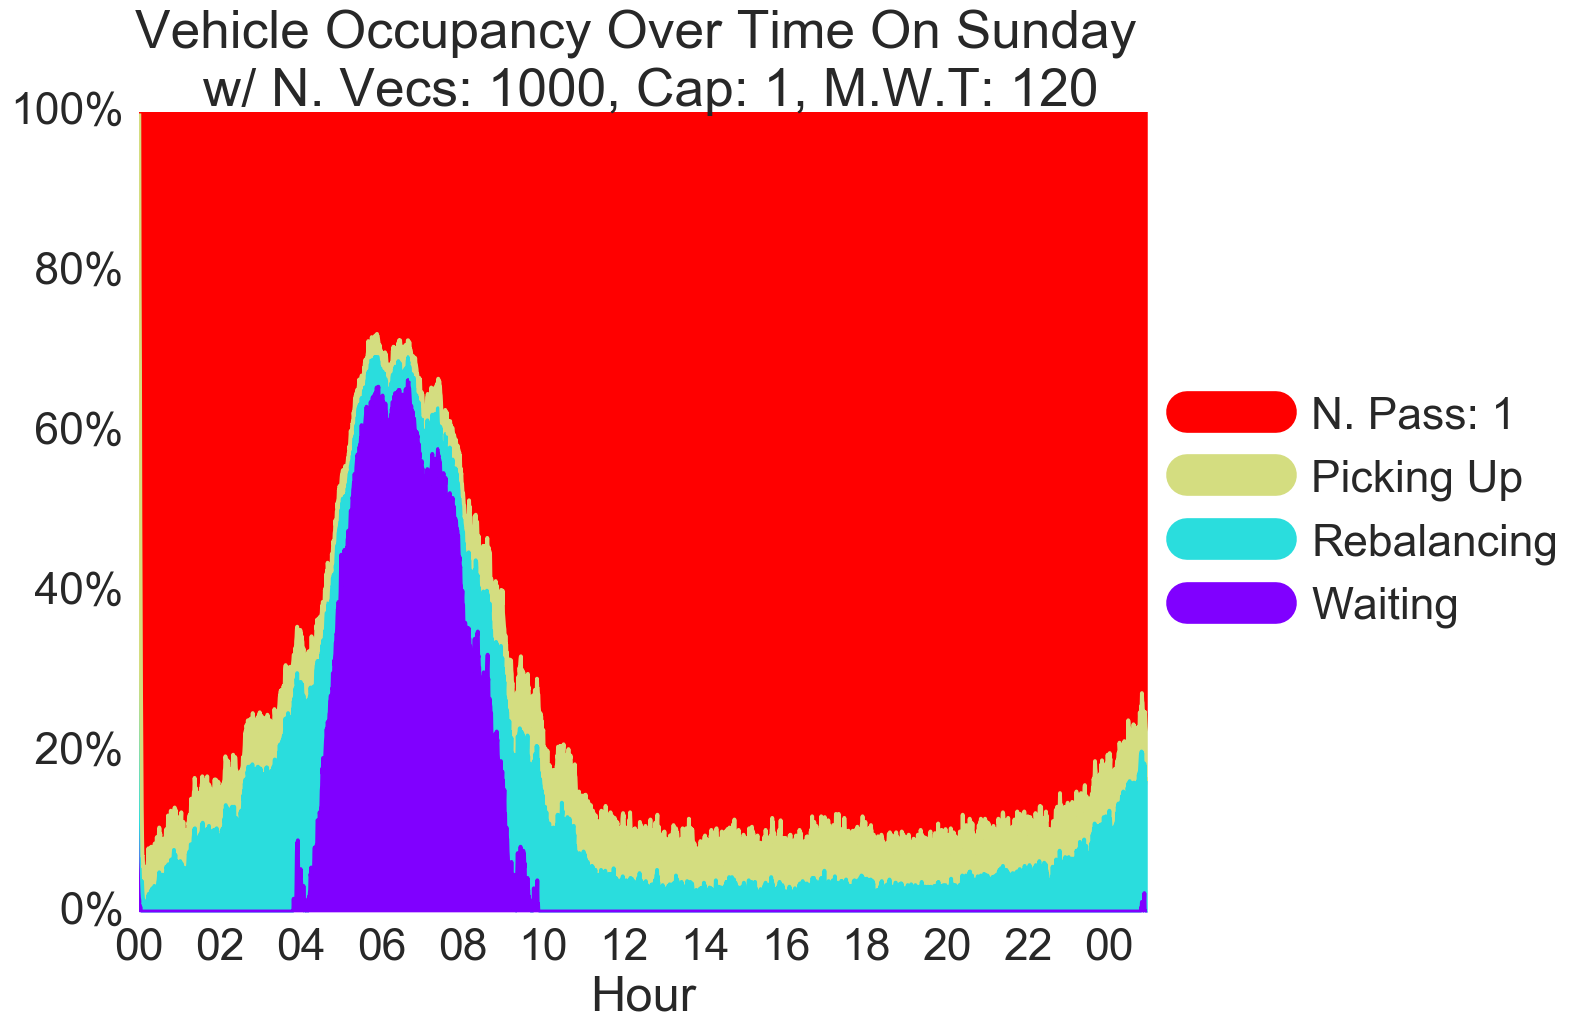 Vehicle Occupancy Over Time On Sunday
w/ N. Vecs: 1000, Cap: 1, M.W.T: 120
100%
80%
60%
40%
20%
0%
00 02 04 06 08 10 12 14 16 18 20 22 00
Hour
N. Pass: 1
Picking Up
Rebalancing
Waiting